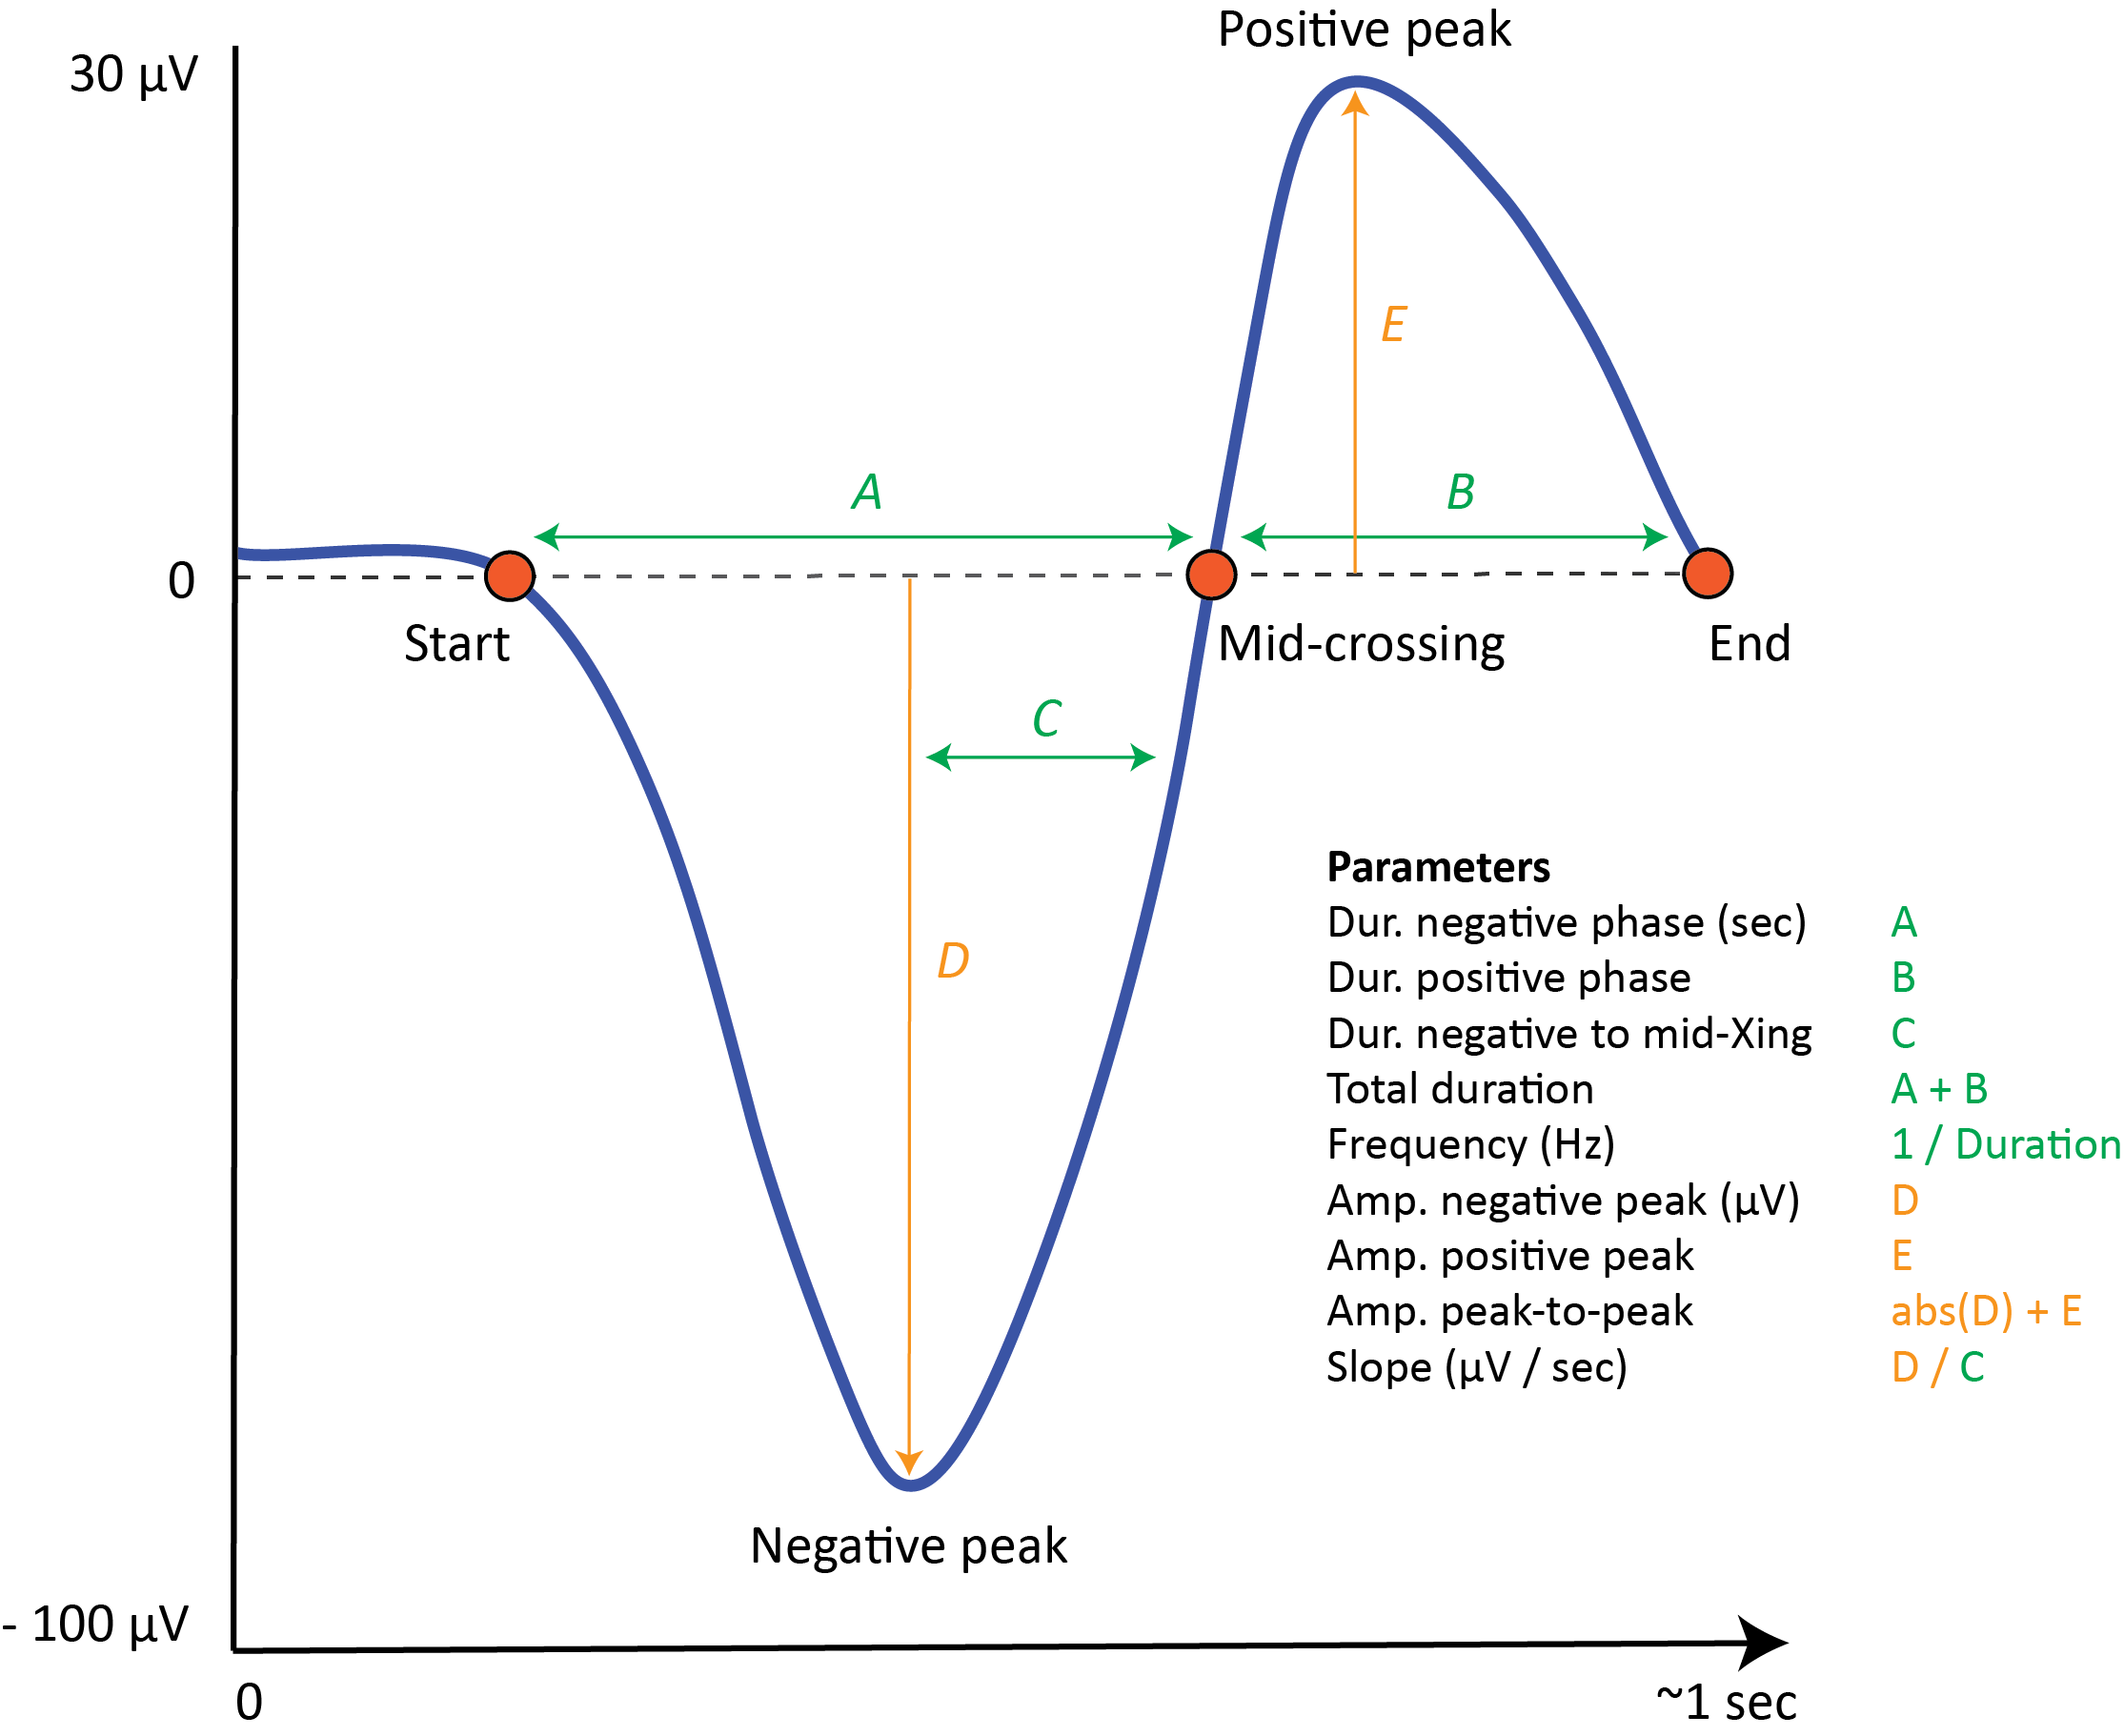 Positive peak
30 µV
E
A
B
0
Start
Mid-crossing
End
C
D
Parameters
Dur. negative phase (sec) A
Dur. positive phase B
Dur. negative to mid-Xing C
Total duration A + B
Frequency (Hz) 1 / Duration
Amp. negative peak (µV) D
Amp. positive peak E
Amp. peak-to-peak abs(D) + E
Slope (µV / sec) D / C
Negative peak
- 100 µV
0
~1 sec